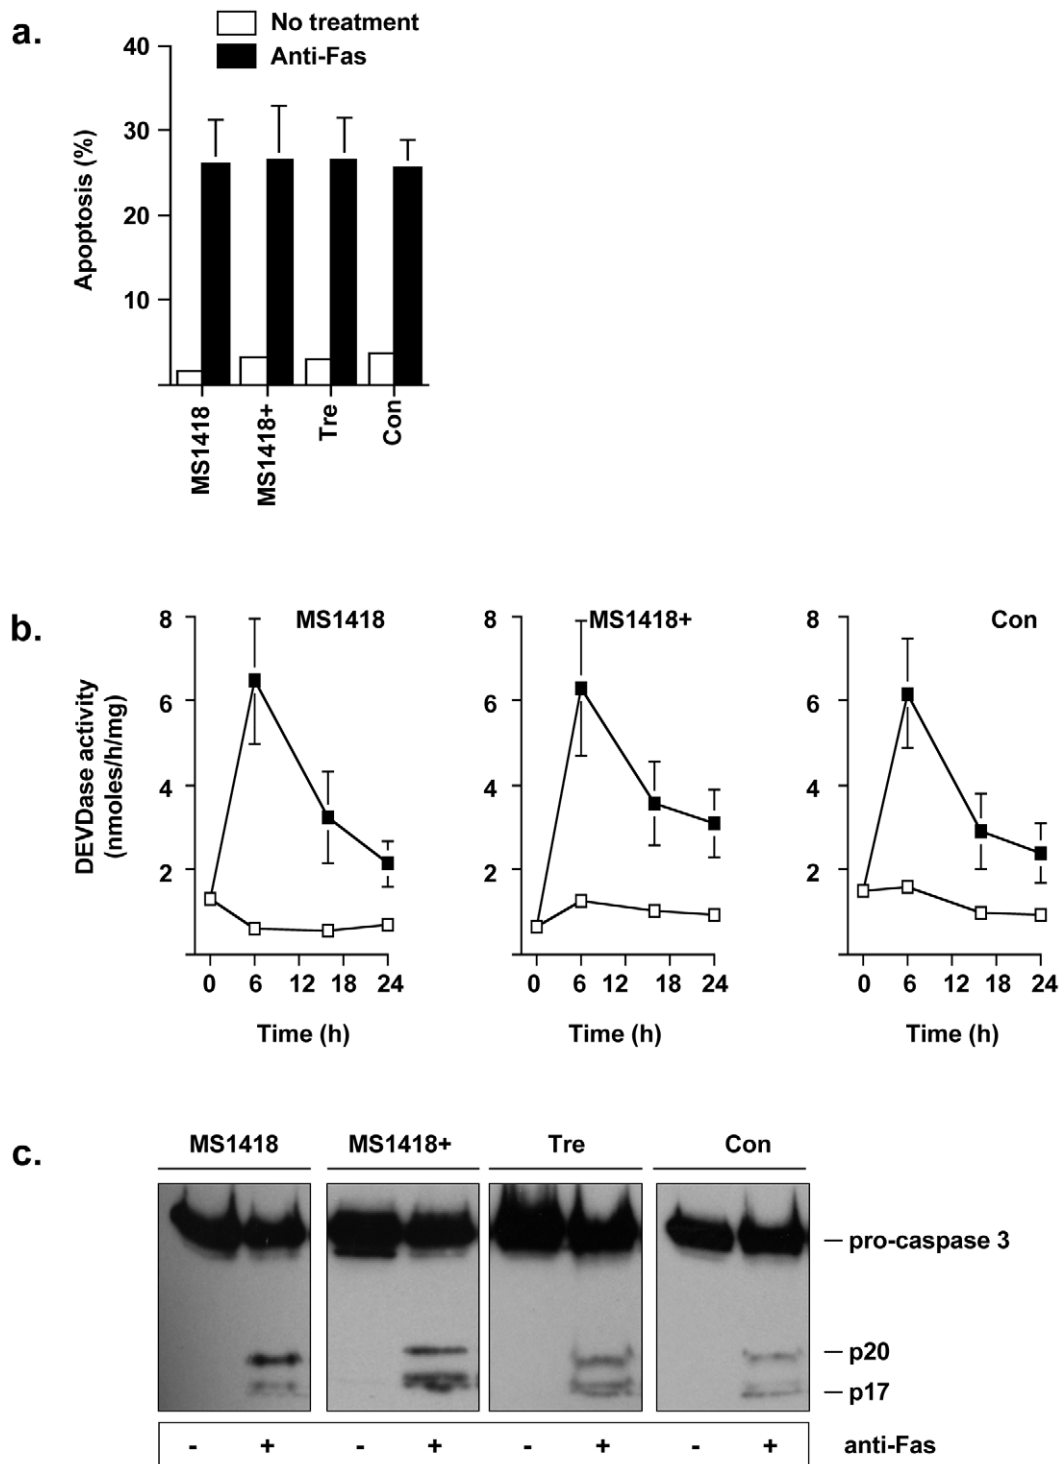 a.
No treatment
Anti-Fas
40
30
20
10
Apoptosis (%)
MS1418
MS1418+
Tre
Con
b.
MS1418
MS1418+
Con
DEVDase activity
(nmoles/h/mg)
8
6
4
2
0 6 12 18 24
Time (h)
8
6
4
2
0 6 12 18 24
Time (h)
8
6
4
2
0 6 12 18 24
Time (h)
c.
MS1418 MS1418+ Tre Con
pro-caspase 3
p20
p17
- + - + - + - + anti-Fas